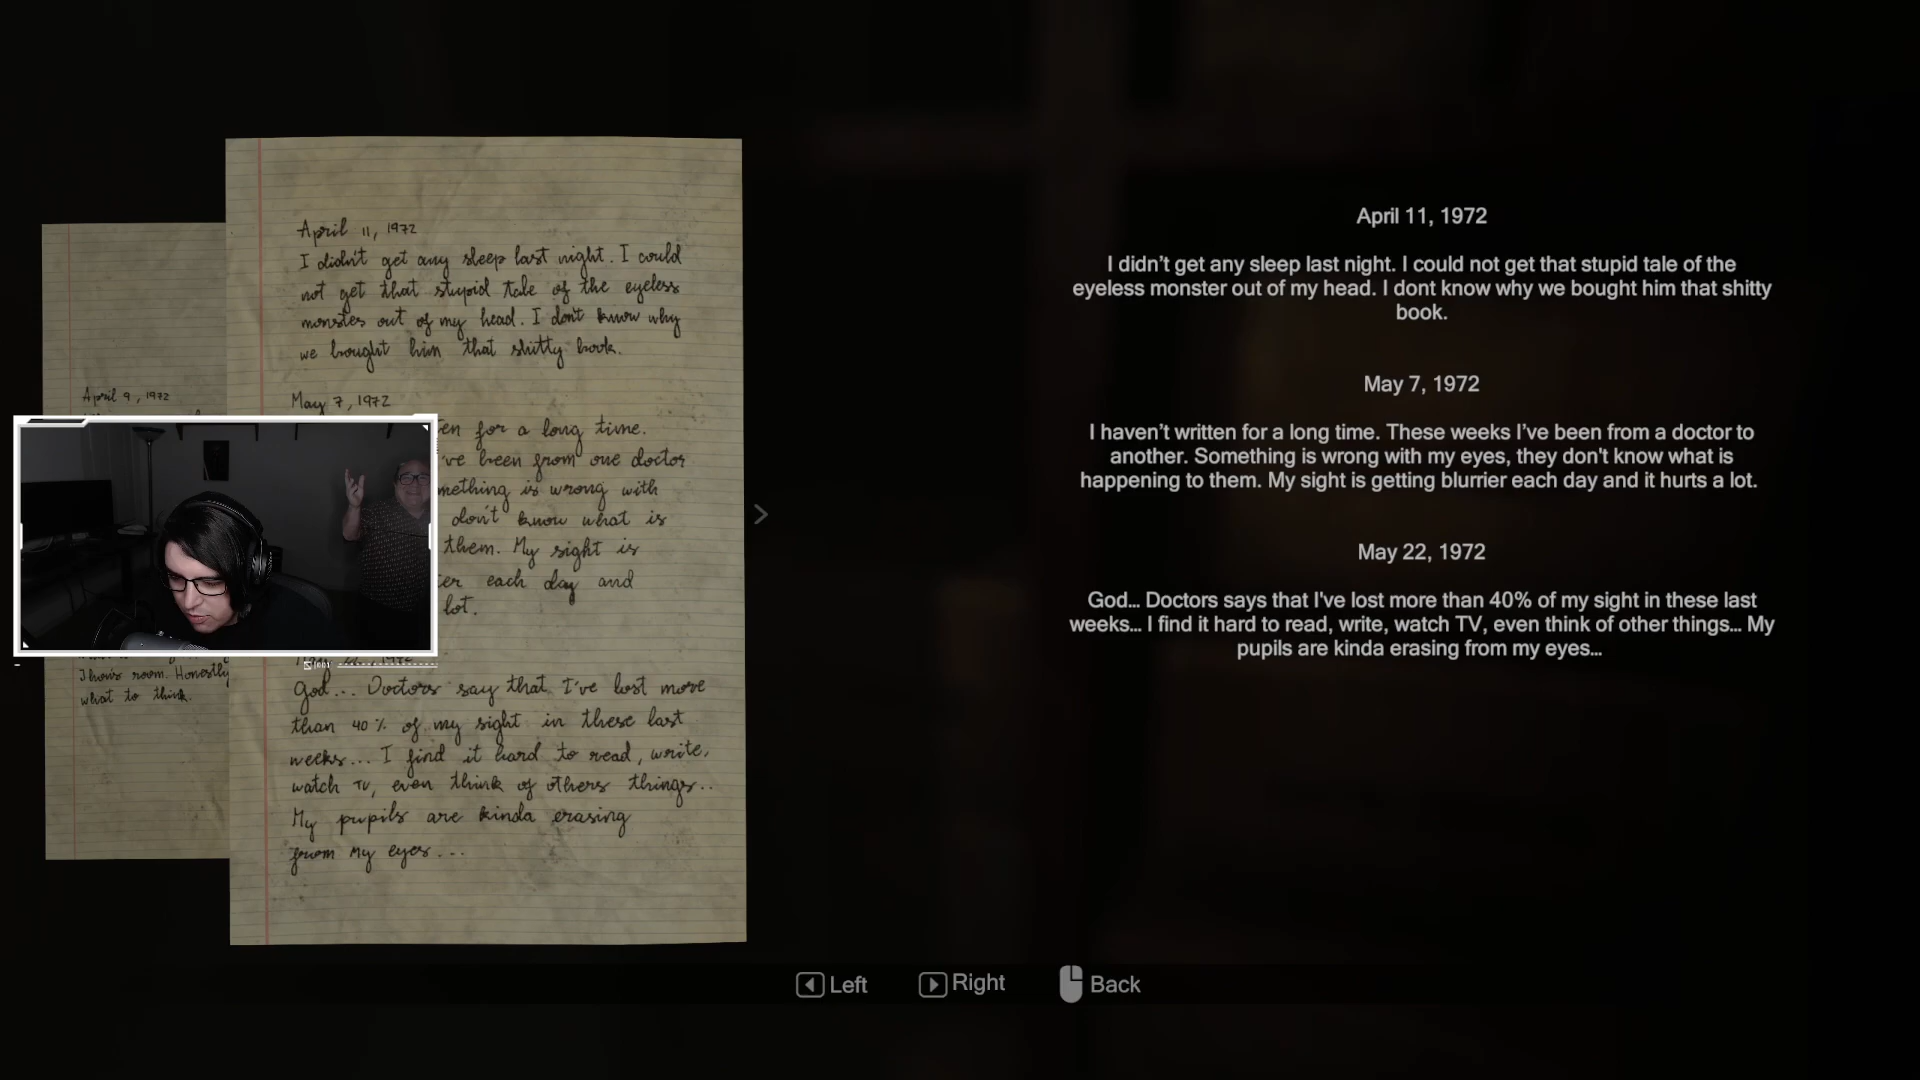 April 9, 1972
I how's room. Honestly
what to think.
April 11, 1972
I didn't get any sleep last night. I could
not get that stupid tale of the eyeless
monster out of my head. I don't know why
we bought him that shitty book.
May 7, 1972
for a long time.
've been from one doctor
is wrong with
don't know what is
them. My sight is
each day and
lot.
God... Doctors say that I've lost more
than 40% of my sight in these last
weeks... I find it hard to read, write,
watch TV, even think of others things..
My pupils are kinda erasing
from my eyes...
April 11, 1972
I didn’t get any sleep last night. I could not get that stupid tale of the
eyeless monster out of my head. I dont know why we bought him that shitty
book.
May 7, 1972
I haven’t written for a long time. These weeks I’ve been from a doctor to
another. Something is wrong with my eyes, they don't know what is
happening to them. My sight is getting blurrier each day and it hurts a lot.
May 22, 1972
God... Doctors says that I've lost more than 40% of my sight in these last
weeks... I find it hard to read, write, watch TV, even think of other things... My
pupils are kinda erasing from my eyes...
Left Right Back